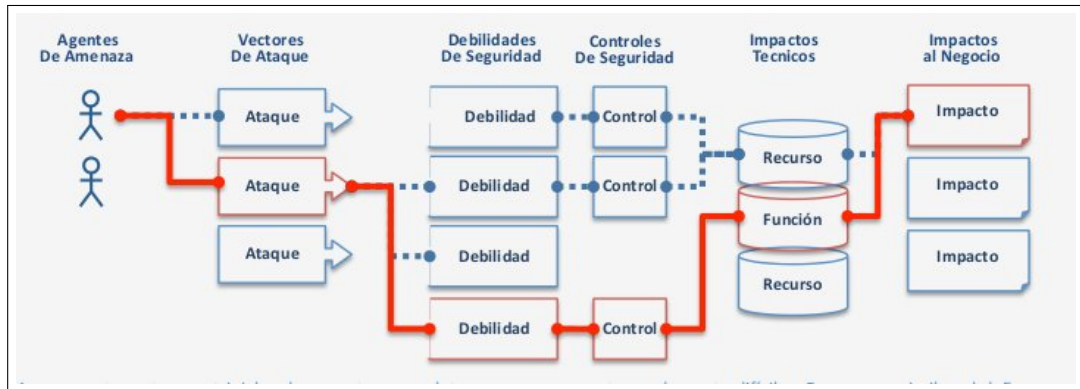 Agentes
De Amenaza
Vectores
De Ataque
Debilidades
De Seguridad
Controles
De Seguridad
Impactos
Tecnicos
Impactos
al Negocio
Ataque
Debilidad
Control
Impacto
Recurso
Ataque
Debilidad
Control
Impacto
Función
Ataque
Debilidad
Impacto
Recurso
Debilidad
Control